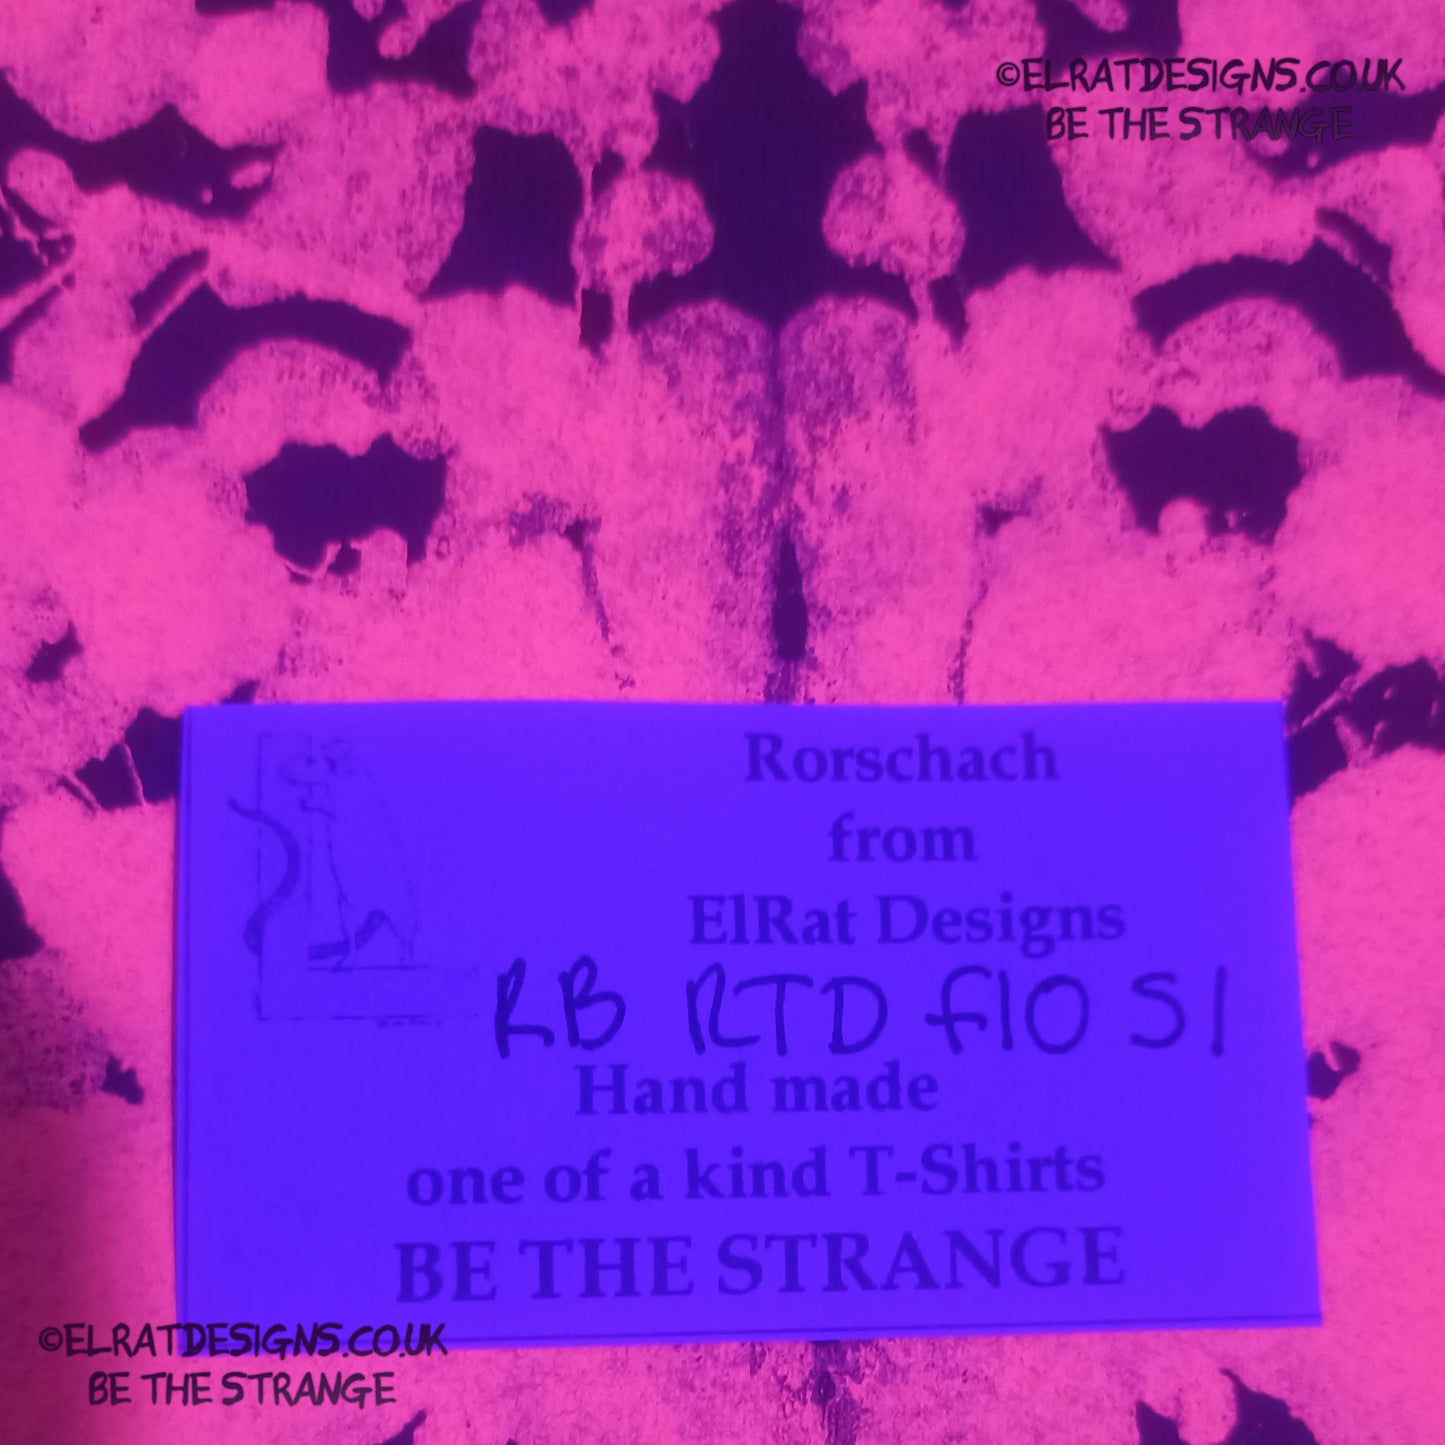 ©ELRATDESIGNS.CO.UK
BE THE STRANGE
Rorschach
from
ElRat Designs
RB RTD f10 S1
Hand made
one of a kind T-Shirts
BE THE STRANGE
©ELRATDESIGNS.CO.UK
BE THE STRANGE